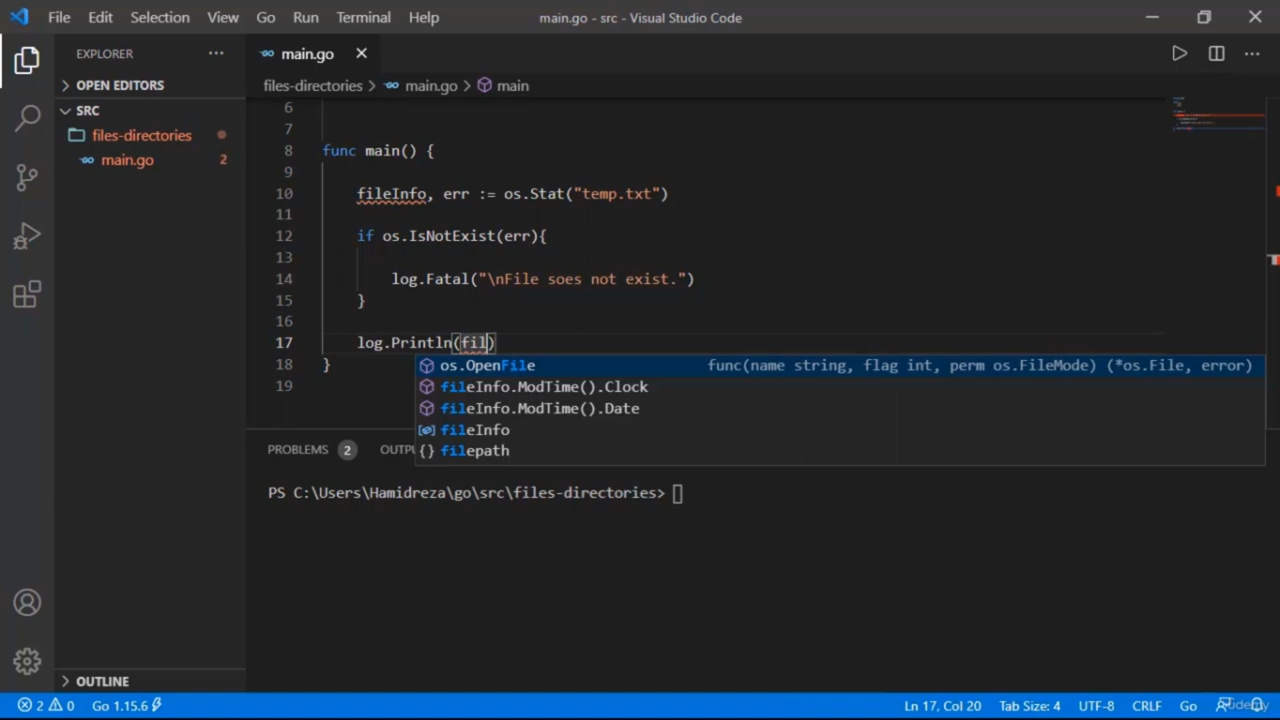 File Edit Selection View Go Run Terminal Help main.go - src - Visual Studio Code
EXPLORER
main.go
OPEN EDITORS
files-directories > main.go > main
SRC
files-directories
main.go 2
6
7
8 func main() {
9
10 fileInfo, err := os.Stat("temp.txt")
11
12 if os.IsNotExist(err){
13
14 log.Fatal("\nFile soes not exist.")
15 }
16
17 log.Println(fil)
18 }
19
os.OpenFile func(name string, flag int, perm os.FileMode) (*os.File, error)
fileInfo.ModTime().Clock
fileInfo.ModTime().Date
fileInfo
filepath
PROBLEMS 2 OUTPU
PS C:\Users\Hamidreza\go\src\files-directories>
OUTLINE
2 0 Go 1.15.6 Ln 17, Col 20 Tab Size: 4 UTF-8 CRLF Go